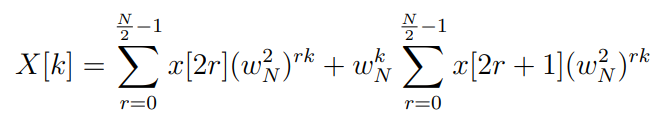 $X[k] = \sum_{r=0}^{\frac{N}{2}-1} x[2r](w_N^2)^{rk} + w_N^k \sum_{r=0}^{\frac{N}{2}-1} x[2r+1](w_N^2)^{rk}$